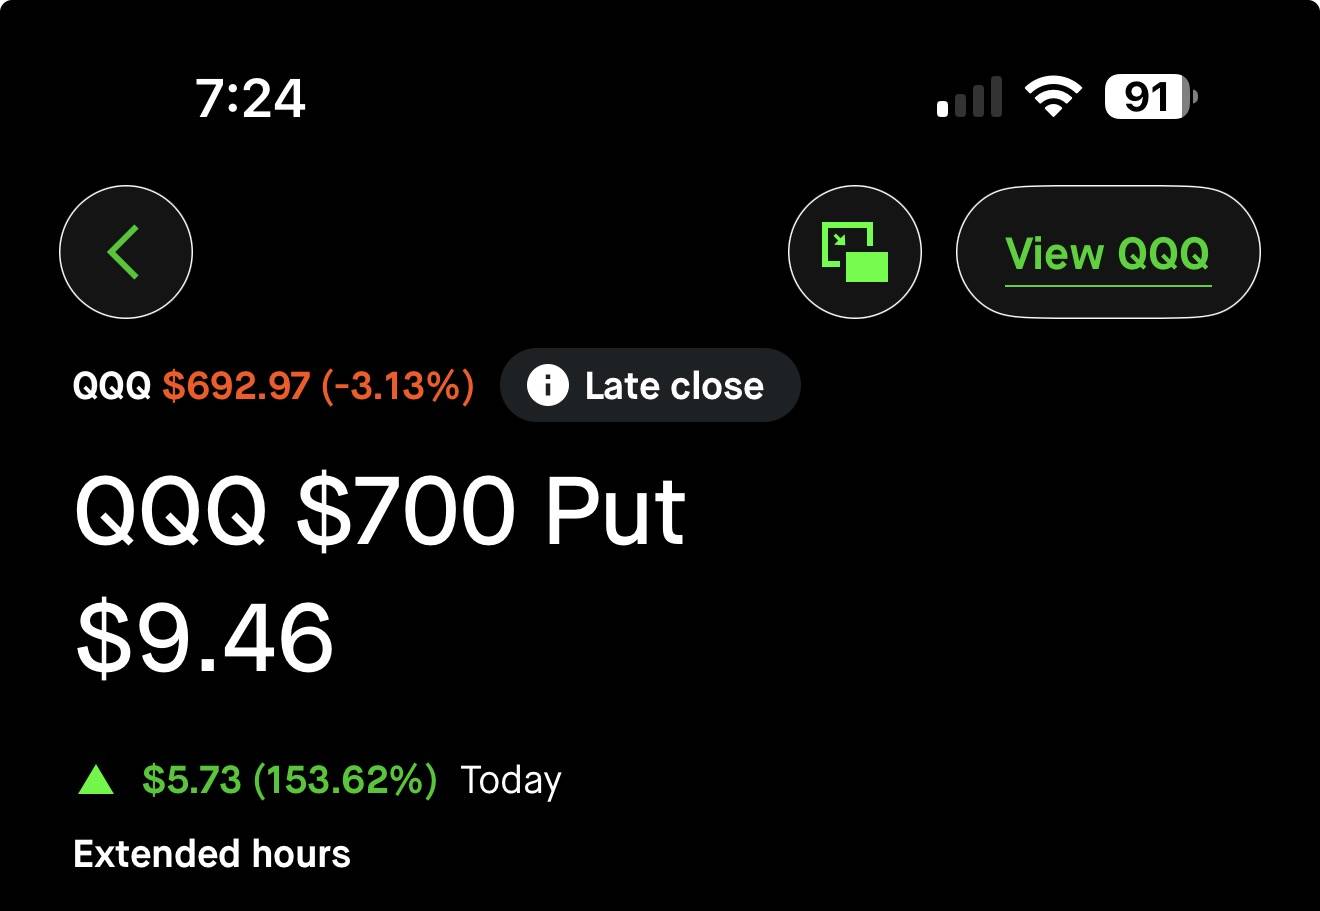 7:24 91
View QQQ
QQQ $692.97 (-3.13%) Late close
QQQ $700 Put
$9.46
▲ $5.73 (153.62%) Today
Extended hours